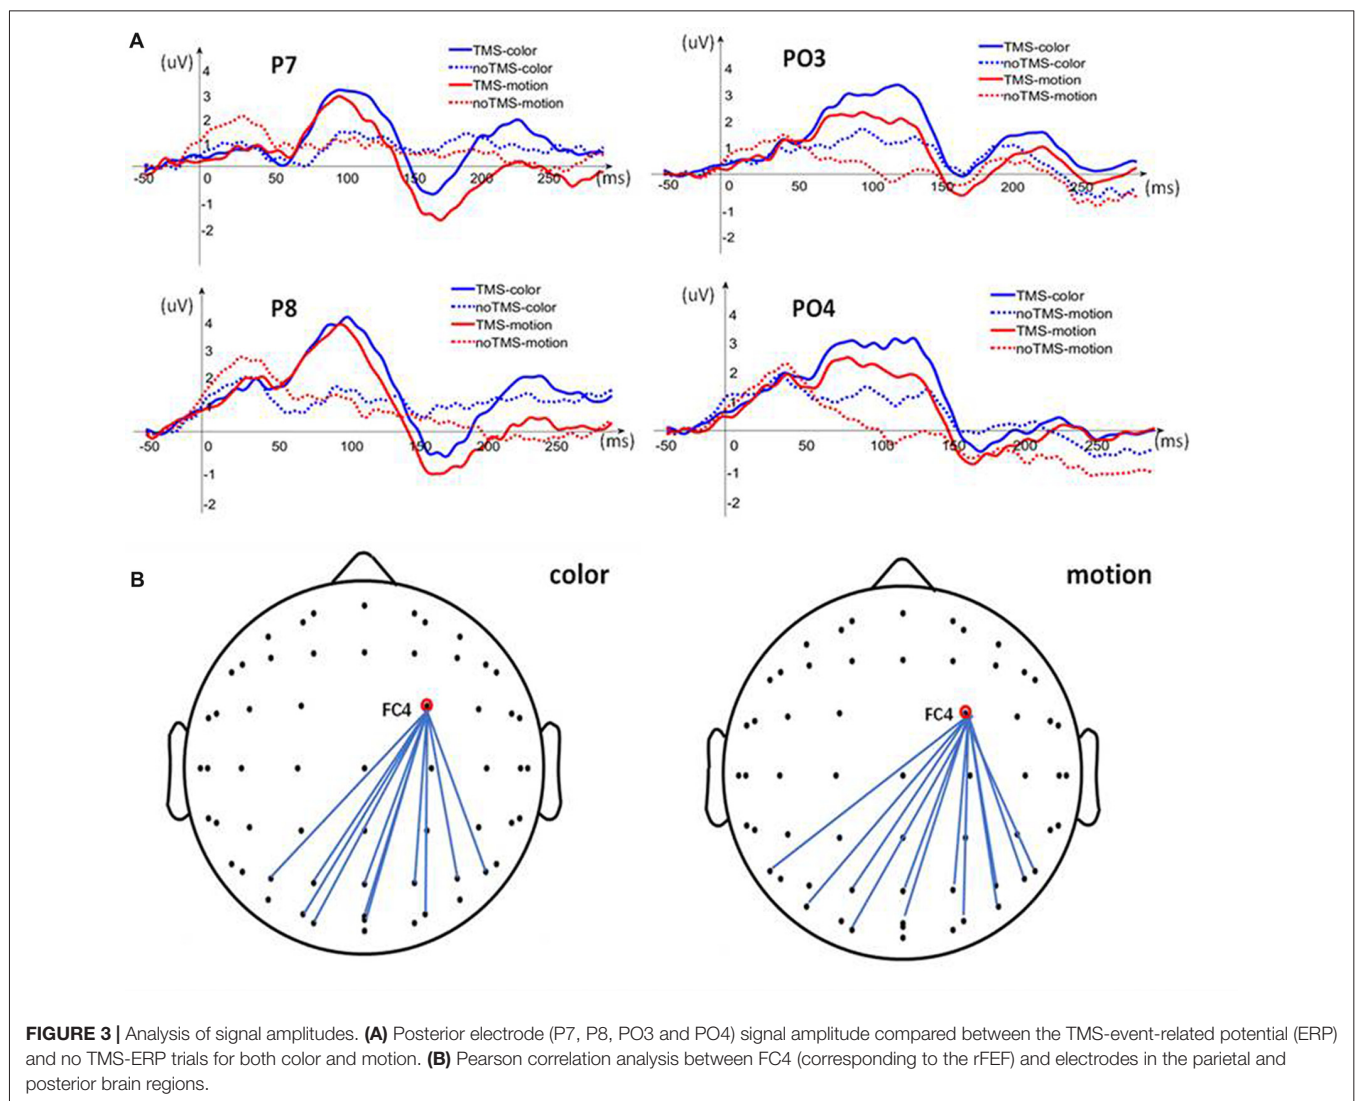 A
(uV)
P7
TMS-color
noTMS-color
TMS-motion
noTMS-motion
4
3
2
1
-50 0 50 100 150 200 250 (ms)
-1
-2
(uV)
PO3
TMS-color
noTMS-color
TMS-motion
noTMS-motion
4
3
2
1
-50 0 50 100 150 200 250 (ms)
-1
-2
(uV)
P8
TMS-color
noTMS-color
TMS-motion
noTMS-motion
4
3
2
-50 0 50 100 150 200 250 (ms)
-1
-2
(uV)
PO4
TMS-color
noTMS-motion
TMS-motion
noTMS-motion
4
3
2
1
-50 0 50 100 150 200 250 (ms)
-1
-2
B
color
FC4
motion
FC4
FIGURE 3 | Analysis of signal amplitudes. (A) Posterior electrode (P7, P8, PO3 and PO4) signal amplitude compared between the TMS-event-related potential (ERP)
and no TMS-ERP trials for both color and motion. (B) Pearson correlation analysis between FC4 (corresponding to the rFEF) and electrodes in the parietal and
posterior brain regions.